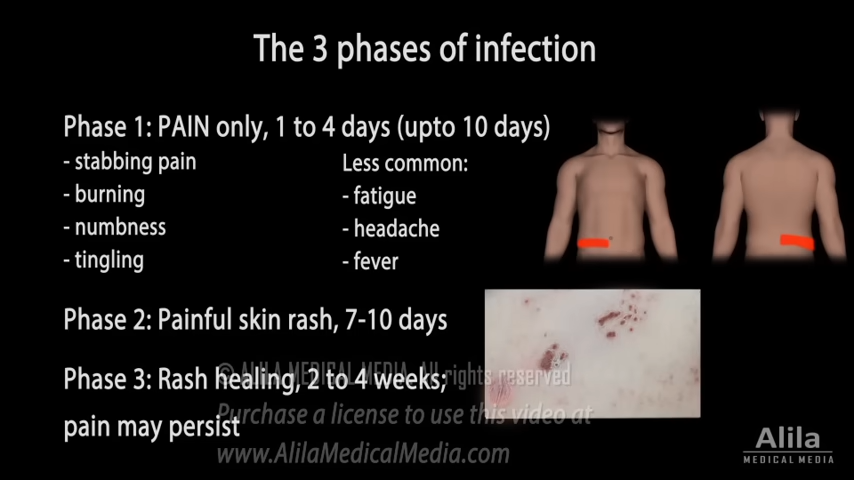 The 3 phases of infection
Phase 1: PAIN only, 1 to 4 days (upto 10 days)
- stabbing pain
- burning
- numbness
- tingling
Less common:
- fatigue
- headache
- fever
Phase 2: Painful skin rash, 7-10 days
Phase 3: Rash healing, 2 to 4 weeks;
pain may persist
© ALILA MEDICAL MEDIA. All rights reserved
Purchase a license to use this video at
www.AlilaMedicalMedia.com
Alila
MEDICAL MEDIA